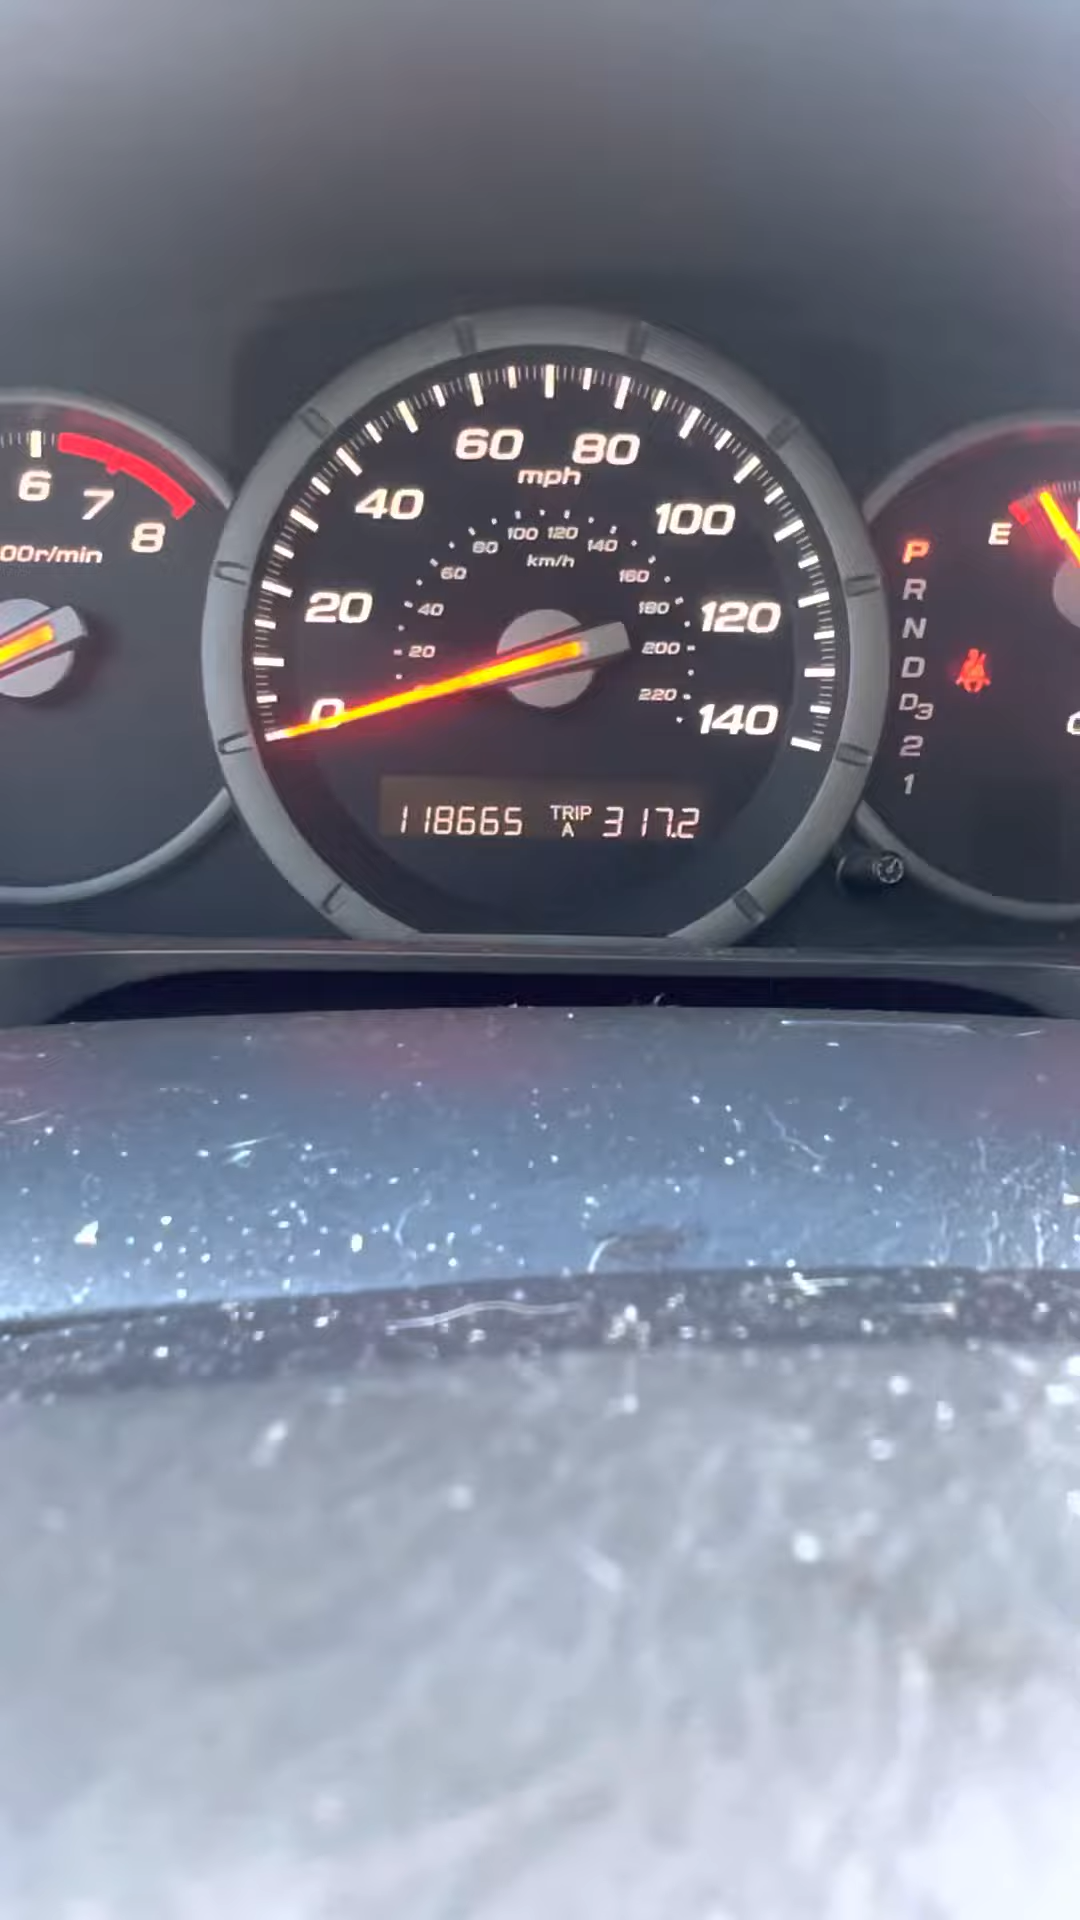 6 7 8
00r/min
0 20 40 60 80 100 120 140
mph
20 40 60 80 100 120 140 160 180 200 220
km/h
118665 TRIP A 317.2
E
P
R
N
D
D3
2
1